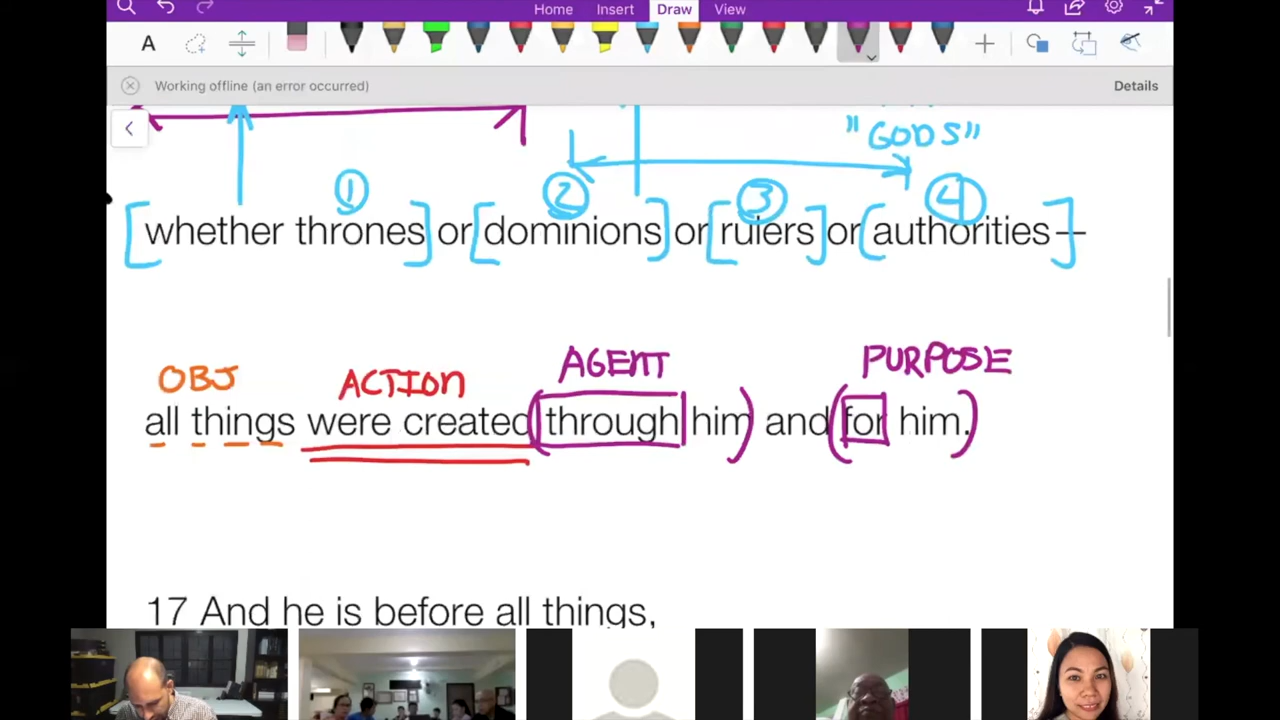 Home Insert Draw View
A
Working offline (an error occurred) Details
"GODS"
1 2 3 4
[whether thrones] or [dominions] or [rulers] or [authorities]—
OBJ ACTION AGENT PURPOSE
all things were created (through him) and (for him.)
17 And he is before all things,